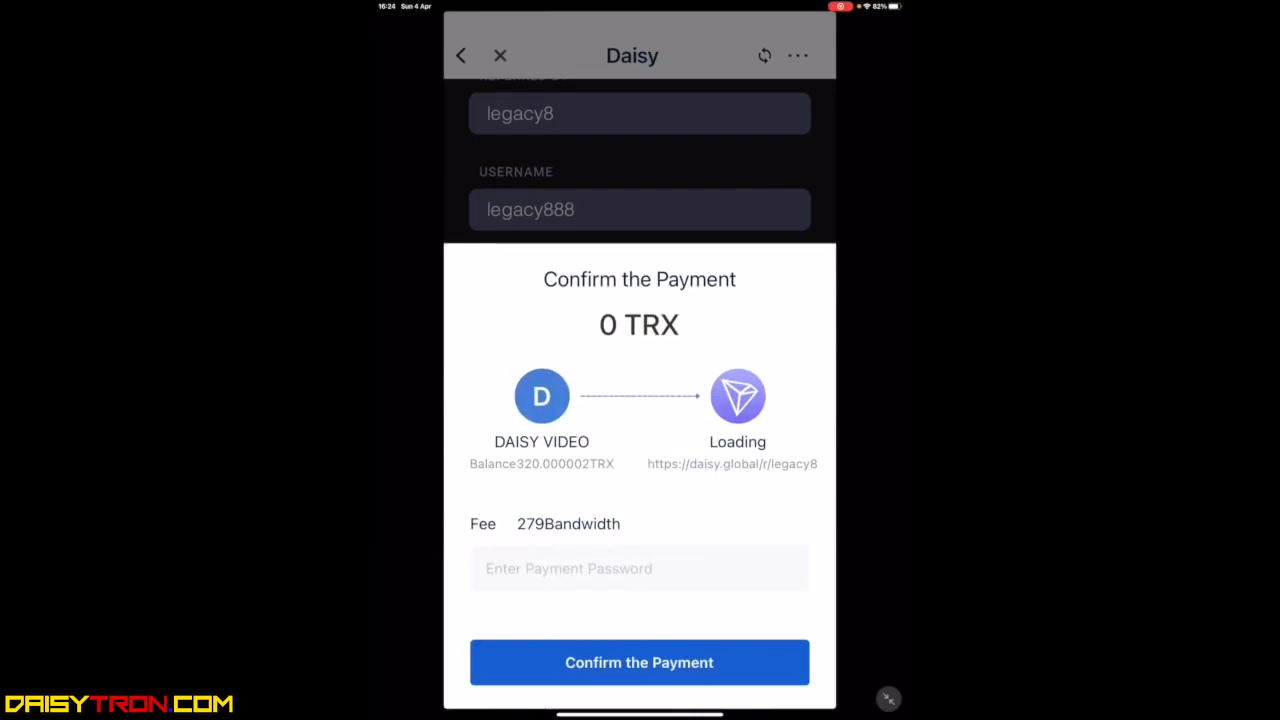 16:24 Sun 4 Apr
82%
Daisy
legacy8
USERNAME
legacy888
Confirm the Payment
0 TRX
D
DAISY VIDEO
Loading
Balance320.000002TRX
https://daisy.global/r/legacy8
Fee 279Bandwidth
Enter Payment Password
Confirm the Payment
DAISYTRON.COM